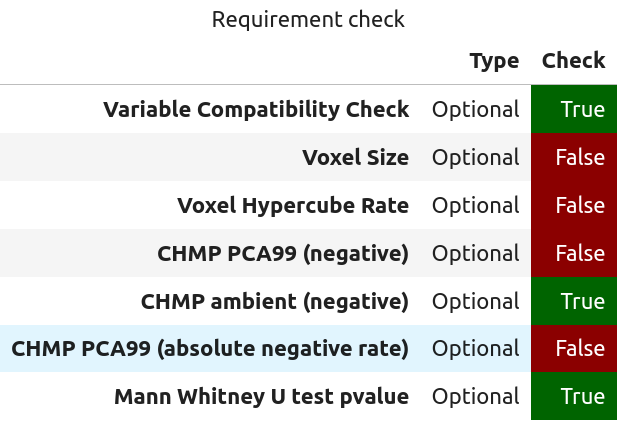 Requirement check
Type Check
Variable Compatibility Check Optional True
Voxel Size Optional False
Voxel Hypercube Rate Optional False
CHMP PCA99 (negative) Optional False
CHMP ambient (negative) Optional True
CHMP PCA99 (absolute negative rate) Optional False
Mann Whitney U test pvalue Optional True